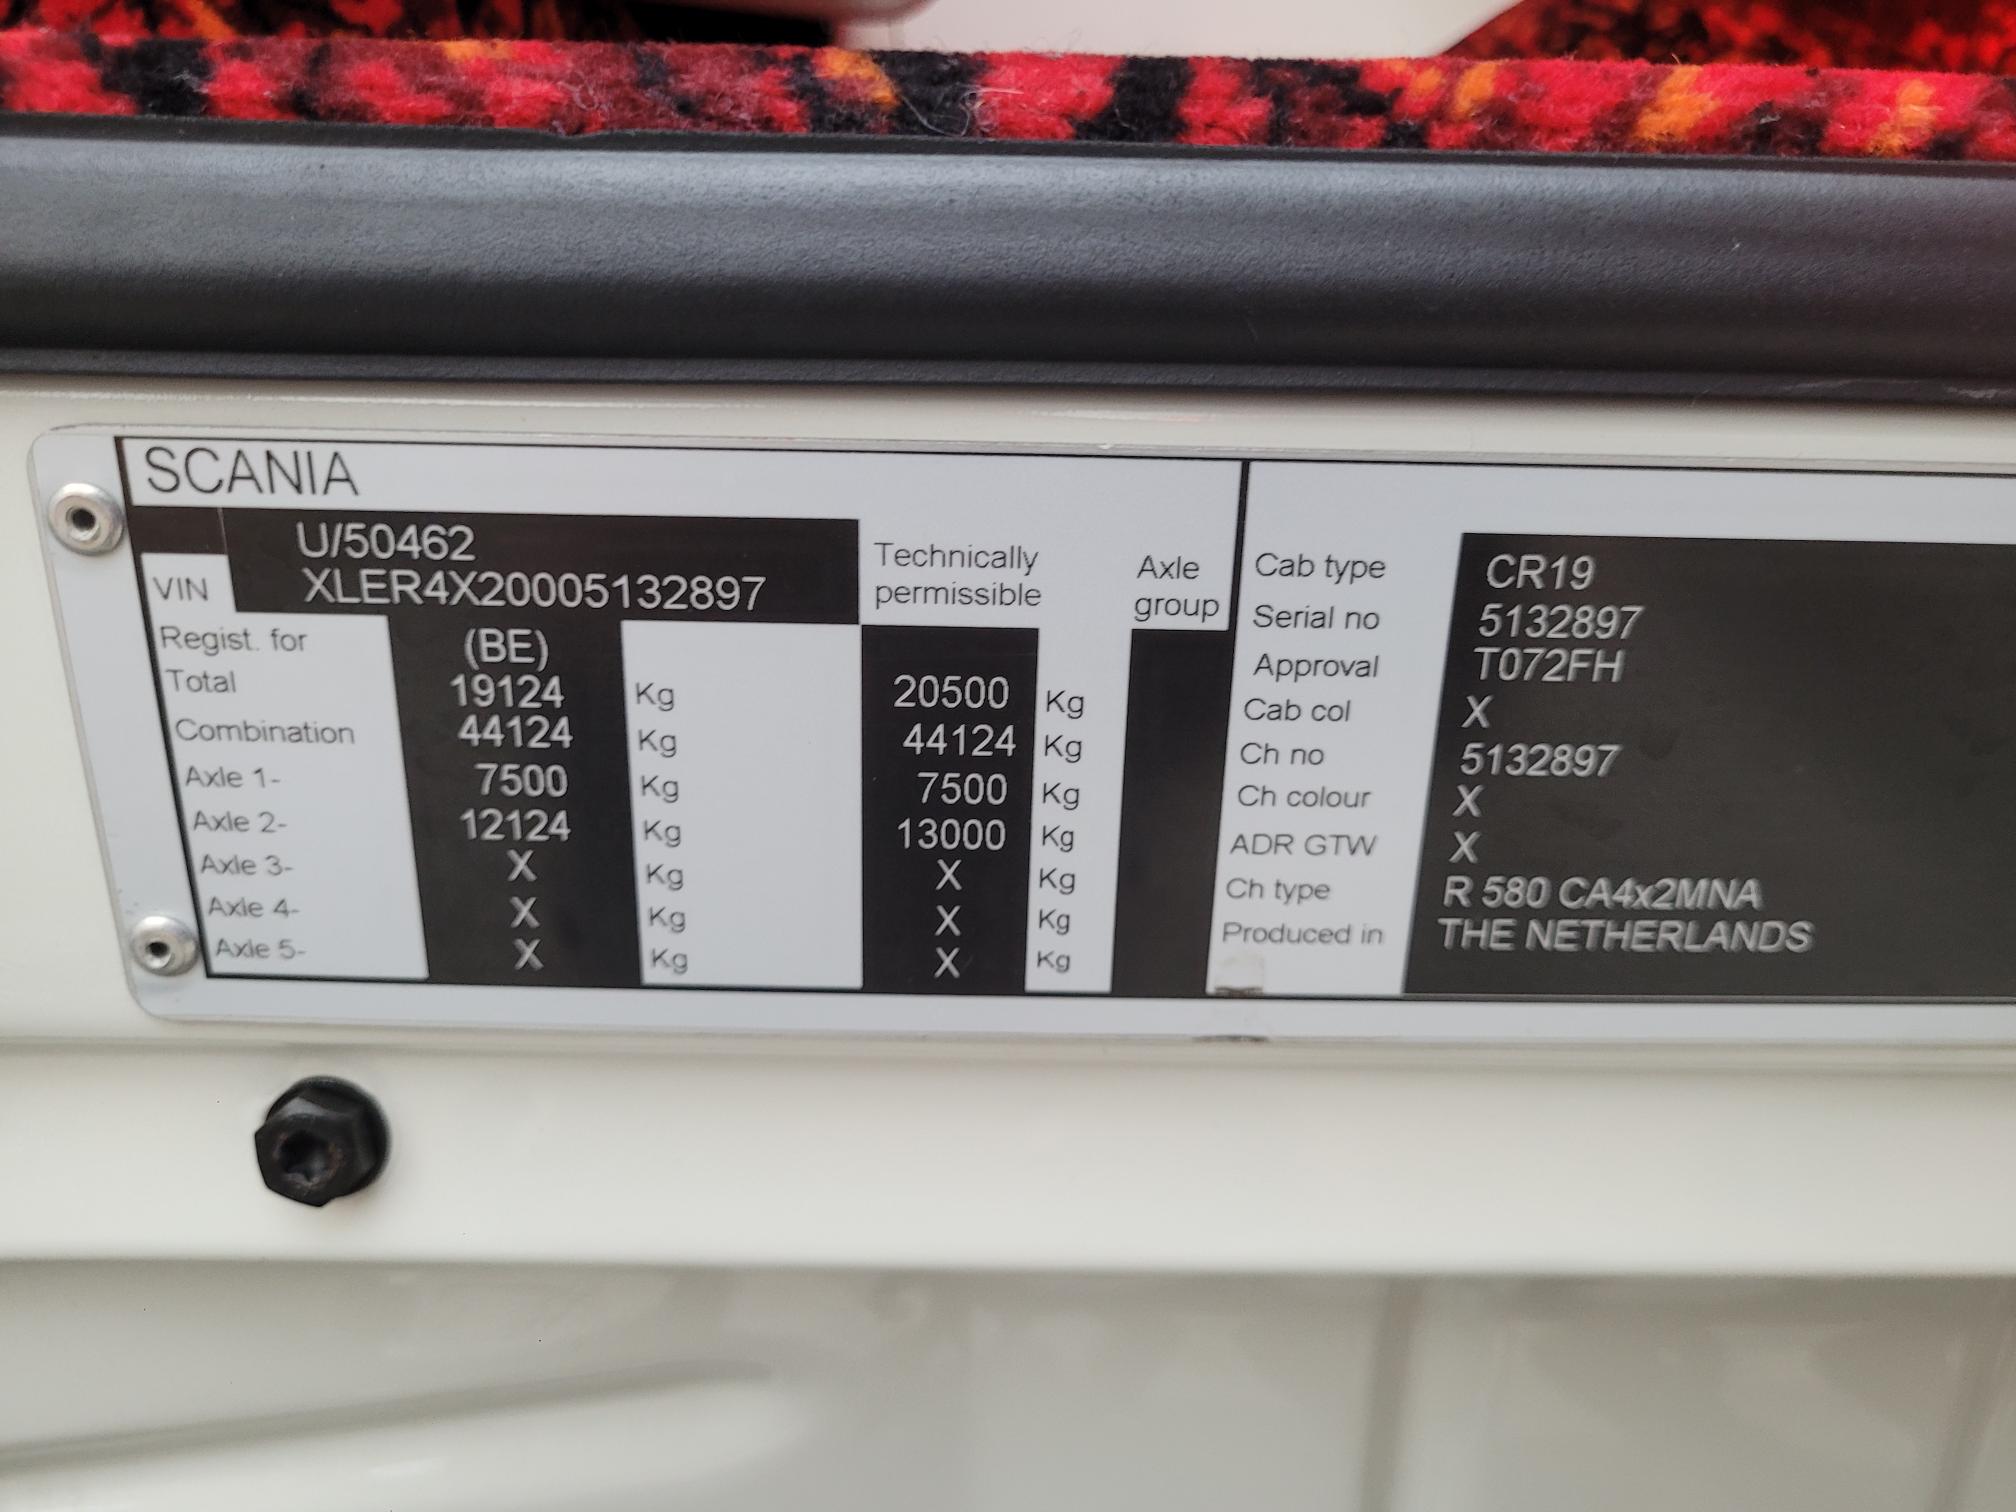 SCANIA
U/50462
VIN XLER4X20005132897
Technically permissible
Axle group
Regist. for (BE)
Total 19124 Kg 20500 Kg
Combination 44124 Kg 44124 Kg
Axle 1- 7500 Kg 7500 Kg
Axle 2- 12124 Kg 13000 Kg
Axle 3- X Kg X Kg
Axle 4- X Kg X Kg
Axle 5- X Kg X Kg
Cab type CR19
Serial no 5132897
Approval T072FH
Cab col X
Ch no 5132897
Ch colour X
ADR GTW X
Ch type R 580 CA4x2MNA
Produced in THE NETHERLANDS